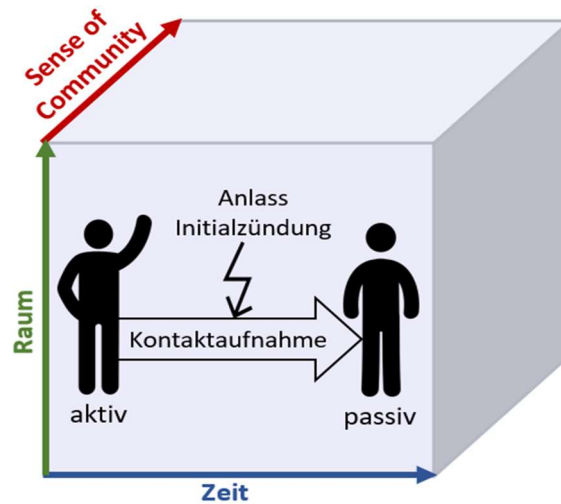 Sense of
Community
Anlass
Initialzündung
Raum
Kontaktaufnahme
aktiv
passiv
Zeit